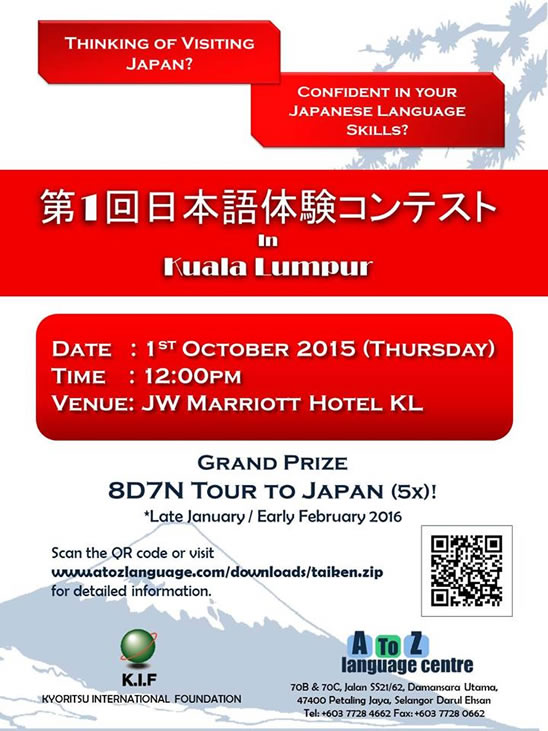 Thinking of Visiting
Japan?
Confident in your
Japanese Language
Skills?
第1回日本語体験コンテスト
In
Kuala Lumpur
Date : 1st October 2015 (Thursday)
Time : 12:00pm
Venue: JW Marriott Hotel KL
Grand Prize
8D7N Tour to Japan (5x)!
*Late January / Early February 2016
Scan the QR code or visit
www.atozlanguage.com/downloads/taiken.zip
for detailed information.
K.I.F
KYORITSU INTERNATIONAL FOUNDATION
A To Z
language centre
70B & 70C, Jalan SS21/62, Damansara Utama,
47400 Petaling Jaya, Selangor Darul Ehsan
Tel: +603 7728 4662 Fax: +603 7728 0662